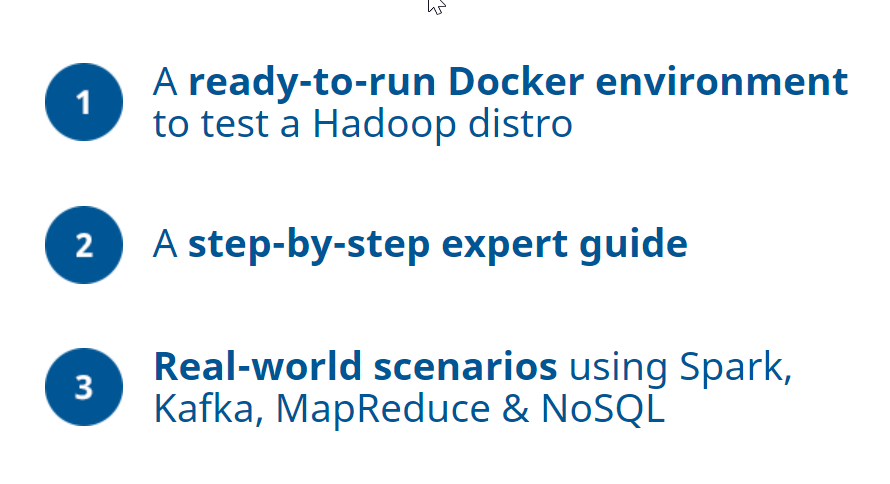 1
A ready-to-run Docker environment
to test a Hadoop distro
2
A step-by-step expert guide
3
Real-world scenarios using Spark,
Kafka, MapReduce & NoSQL